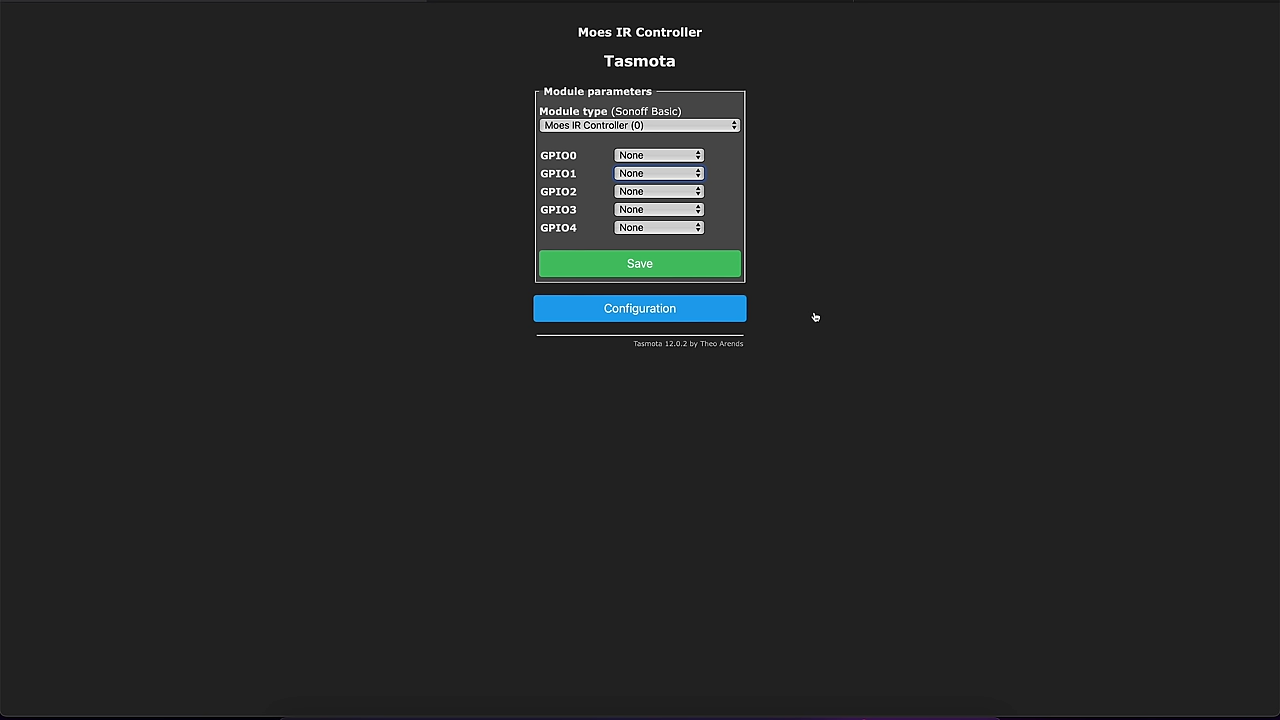 Moes IR Controller
Tasmota
Module parameters
Module type (Sonoff Basic)
Moes IR Controller (0)
GPIO0 None
GPIO1 None
GPIO2 None
GPIO3 None
GPIO4 None
Save
Configuration
Tasmota 12.0.2 by Theo Arends